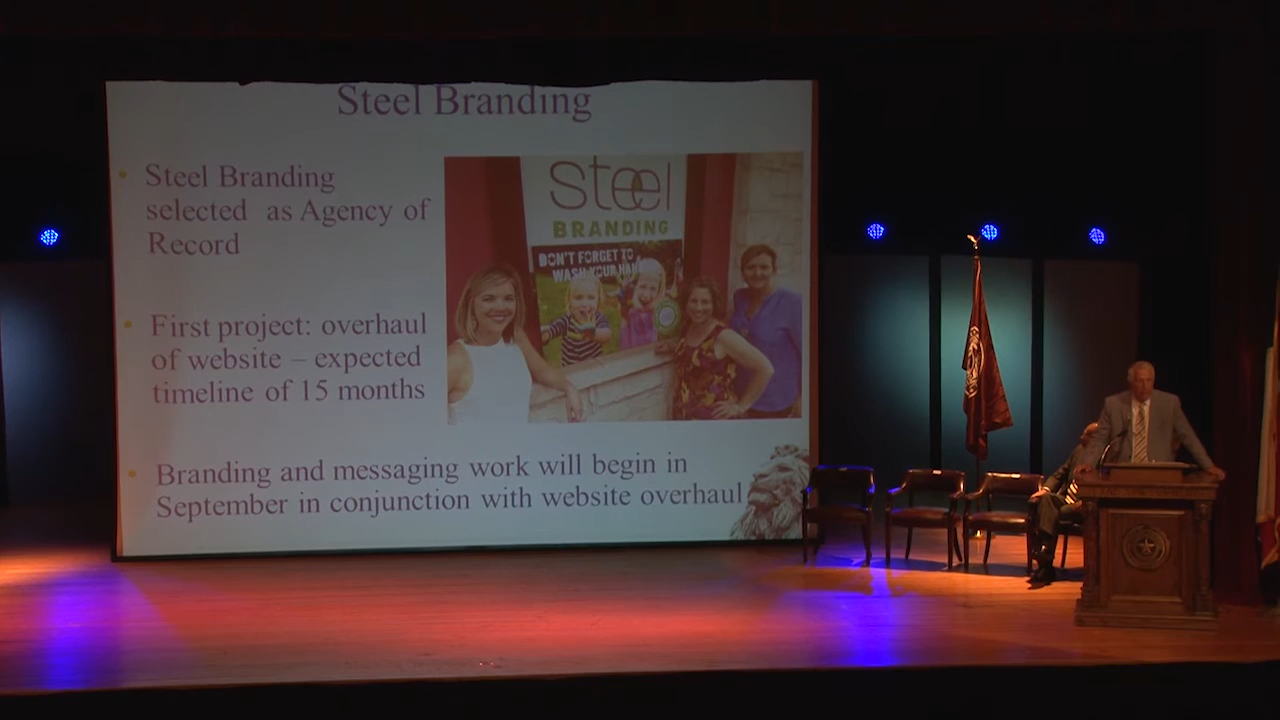 Steel Branding
Steel Branding
selected as Agency of
Record
steel
BRANDING
DON'T FORGET TO
WASH YOUR
First project: overhaul
of website – expected
timeline of 15 months
Branding and messaging work will begin in
September in conjunction with website overhaul